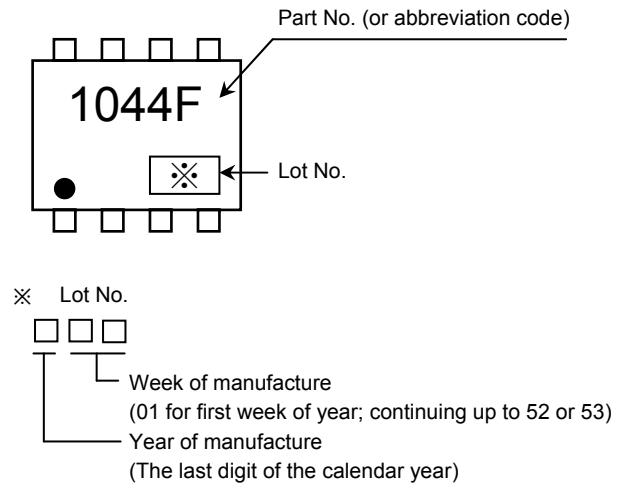 Part No. (or abbreviation code)
1044F
※
Lot No.
※ Lot No.
Week of manufacture
(01 for first week of year; continuing up to 52 or 53)
Year of manufacture
(The last digit of the calendar year)